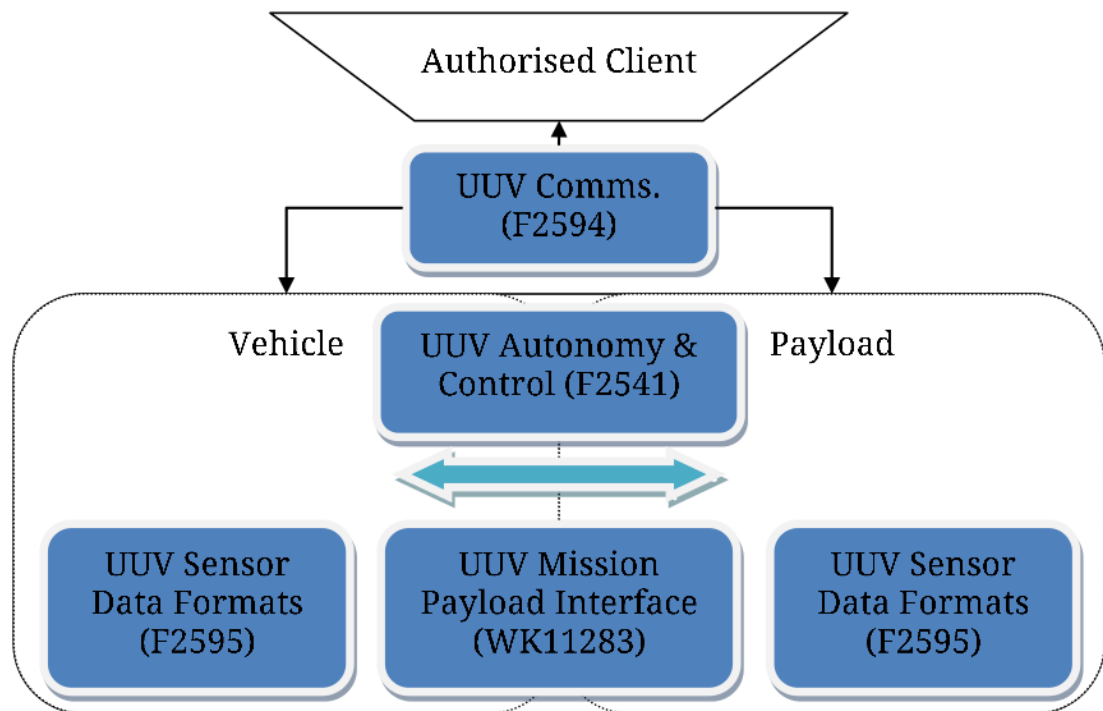 Authorised Client
UUV Comms.
(F2594)
Vehicle
UUV Autonomy &
Control (F2541)
Payload
UUV Sensor
Data Formats
(F2595)
UUV Mission
Payload Interface
(WK11283)
UUV Sensor
Data Formats
(F2595)